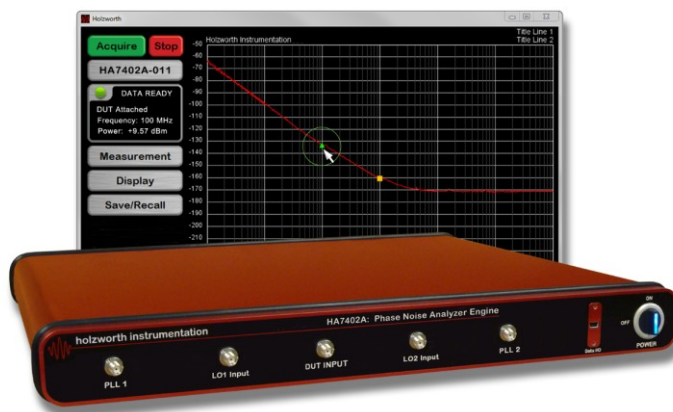 Holzworth
Acquire
Stop
HA7402A-011
DATA READY
DUT Attached
Frequency: 100 MHz
Power: +9.57 dBm
Measurement
Display
Save/Recall
Holzworth Instrumentation
Title Line 1
Title Line 2
-50
-60
-70
-80
-90
-100
-110
-120
-130
-140
-150
-160
-170
-180
-190
-200
-210
HA7402A: Phase Noise Analyzer Engine
holzworth instrumentation
PLL 1
LO1 Input
DUT INPUT
LO2 Input
PLL 2
Data I/O
ON
OFF
POWER